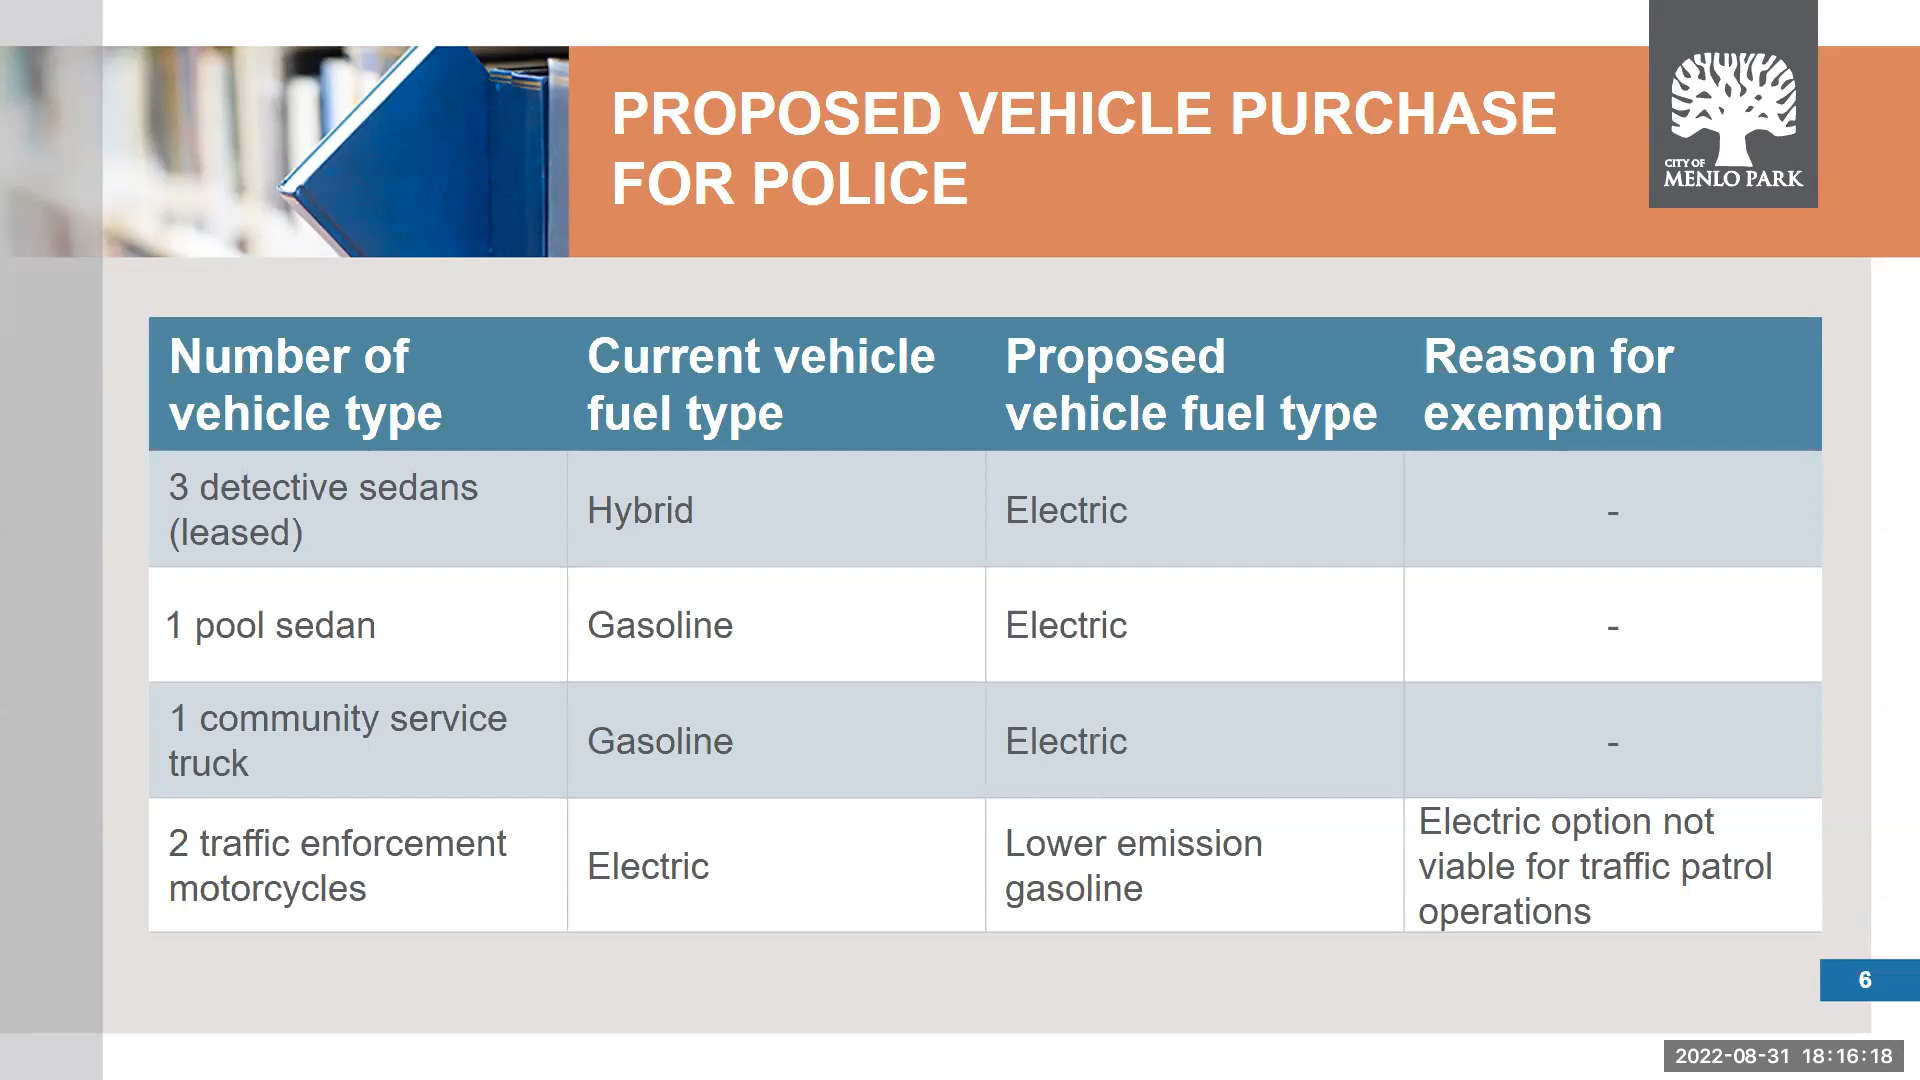 PROPOSED VEHICLE PURCHASE
FOR POLICE
CITY OF
MENLO PARK
Number of
vehicle type
Current vehicle
fuel type
Proposed
vehicle fuel type
Reason for
exemption
3 detective sedans
(leased)
Hybrid
Electric
-
1 pool sedan
Gasoline
Electric
-
1 community service
truck
Gasoline
Electric
-
2 traffic enforcement
motorcycles
Electric
Lower emission
gasoline
Electric option not
viable for traffic patrol
operations
6
2022-08-31 18:16:18